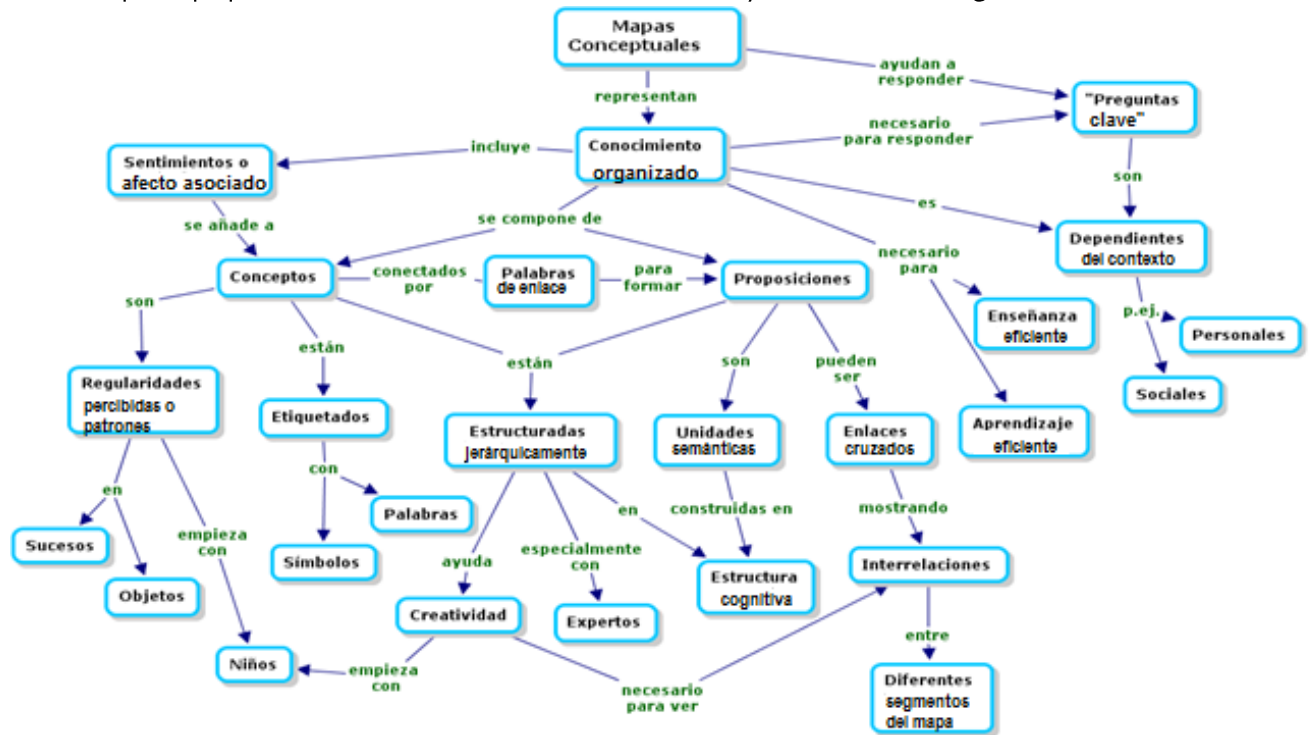 Mapas
Conceptuales
ayudan a
responder
representan
"Preguntas
clave"
necesario
para responder
incluye
Conocimiento
organizado
Sentimientos o
afecto asociado
son
se añade a
se compone de
es
necesario
para
Dependientes
del contexto
Conceptos
conectados
por
Palabras
de enlace
para
formar
Proposiciones
son
Enseñanza
eficiente
p.ej.
Personales
están
están
son
pueden
ser
Sociales
Regularidades
percibidas o
patrones
Etiquetados
Estructuradas
jerárquicamente
Unidades
semánticas
Enlaces
cruzados
Aprendizaje
eficiente
en
con
en
construidas en
mostrando
Palabras
Sucesos
empieza
con
Símbolos
ayuda
especialmente
con
Estructura
cognitiva
Interrelaciones
Objetos
Creatividad
Expertos
entre
Niños
empieza
con
necesario
para ver
Diferentes
segmentos
del mapa